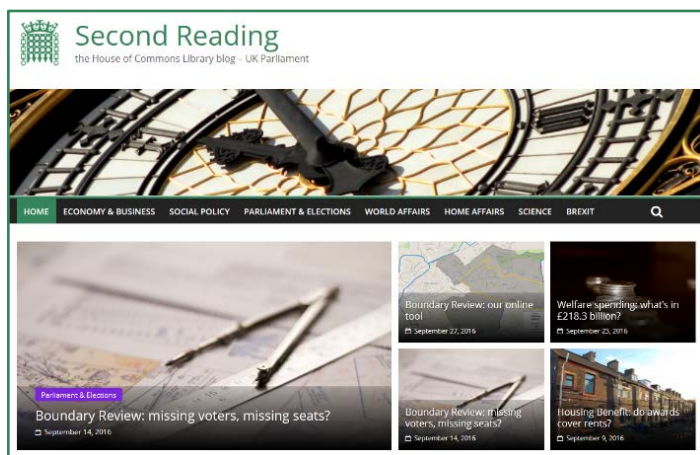 Second Reading
the House of Commons Library blog – UK Parliament
HOME ECONOMY & BUSINESS SOCIAL POLICY PARLIAMENT & ELECTIONS WORLD AFFAIRS HOME AFFAIRS SCIENCE BREXIT
Parliament & Elections
Boundary Review: missing voters, missing seats?
September 14, 2016
Boundary Review: our online
tool
September 27, 2016
Welfare spending: what's in
£218.3 billion?
September 23, 2016
Boundary Review: missing
voters, missing seats?
September 14, 2016
Housing Benefit: do awards
cover rents?
September 9, 2016